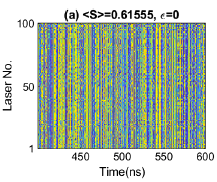 (a) <S>=0.61555, ϵ=0
Laser No.
100
50
1
450 500 550 600
Time(ns)